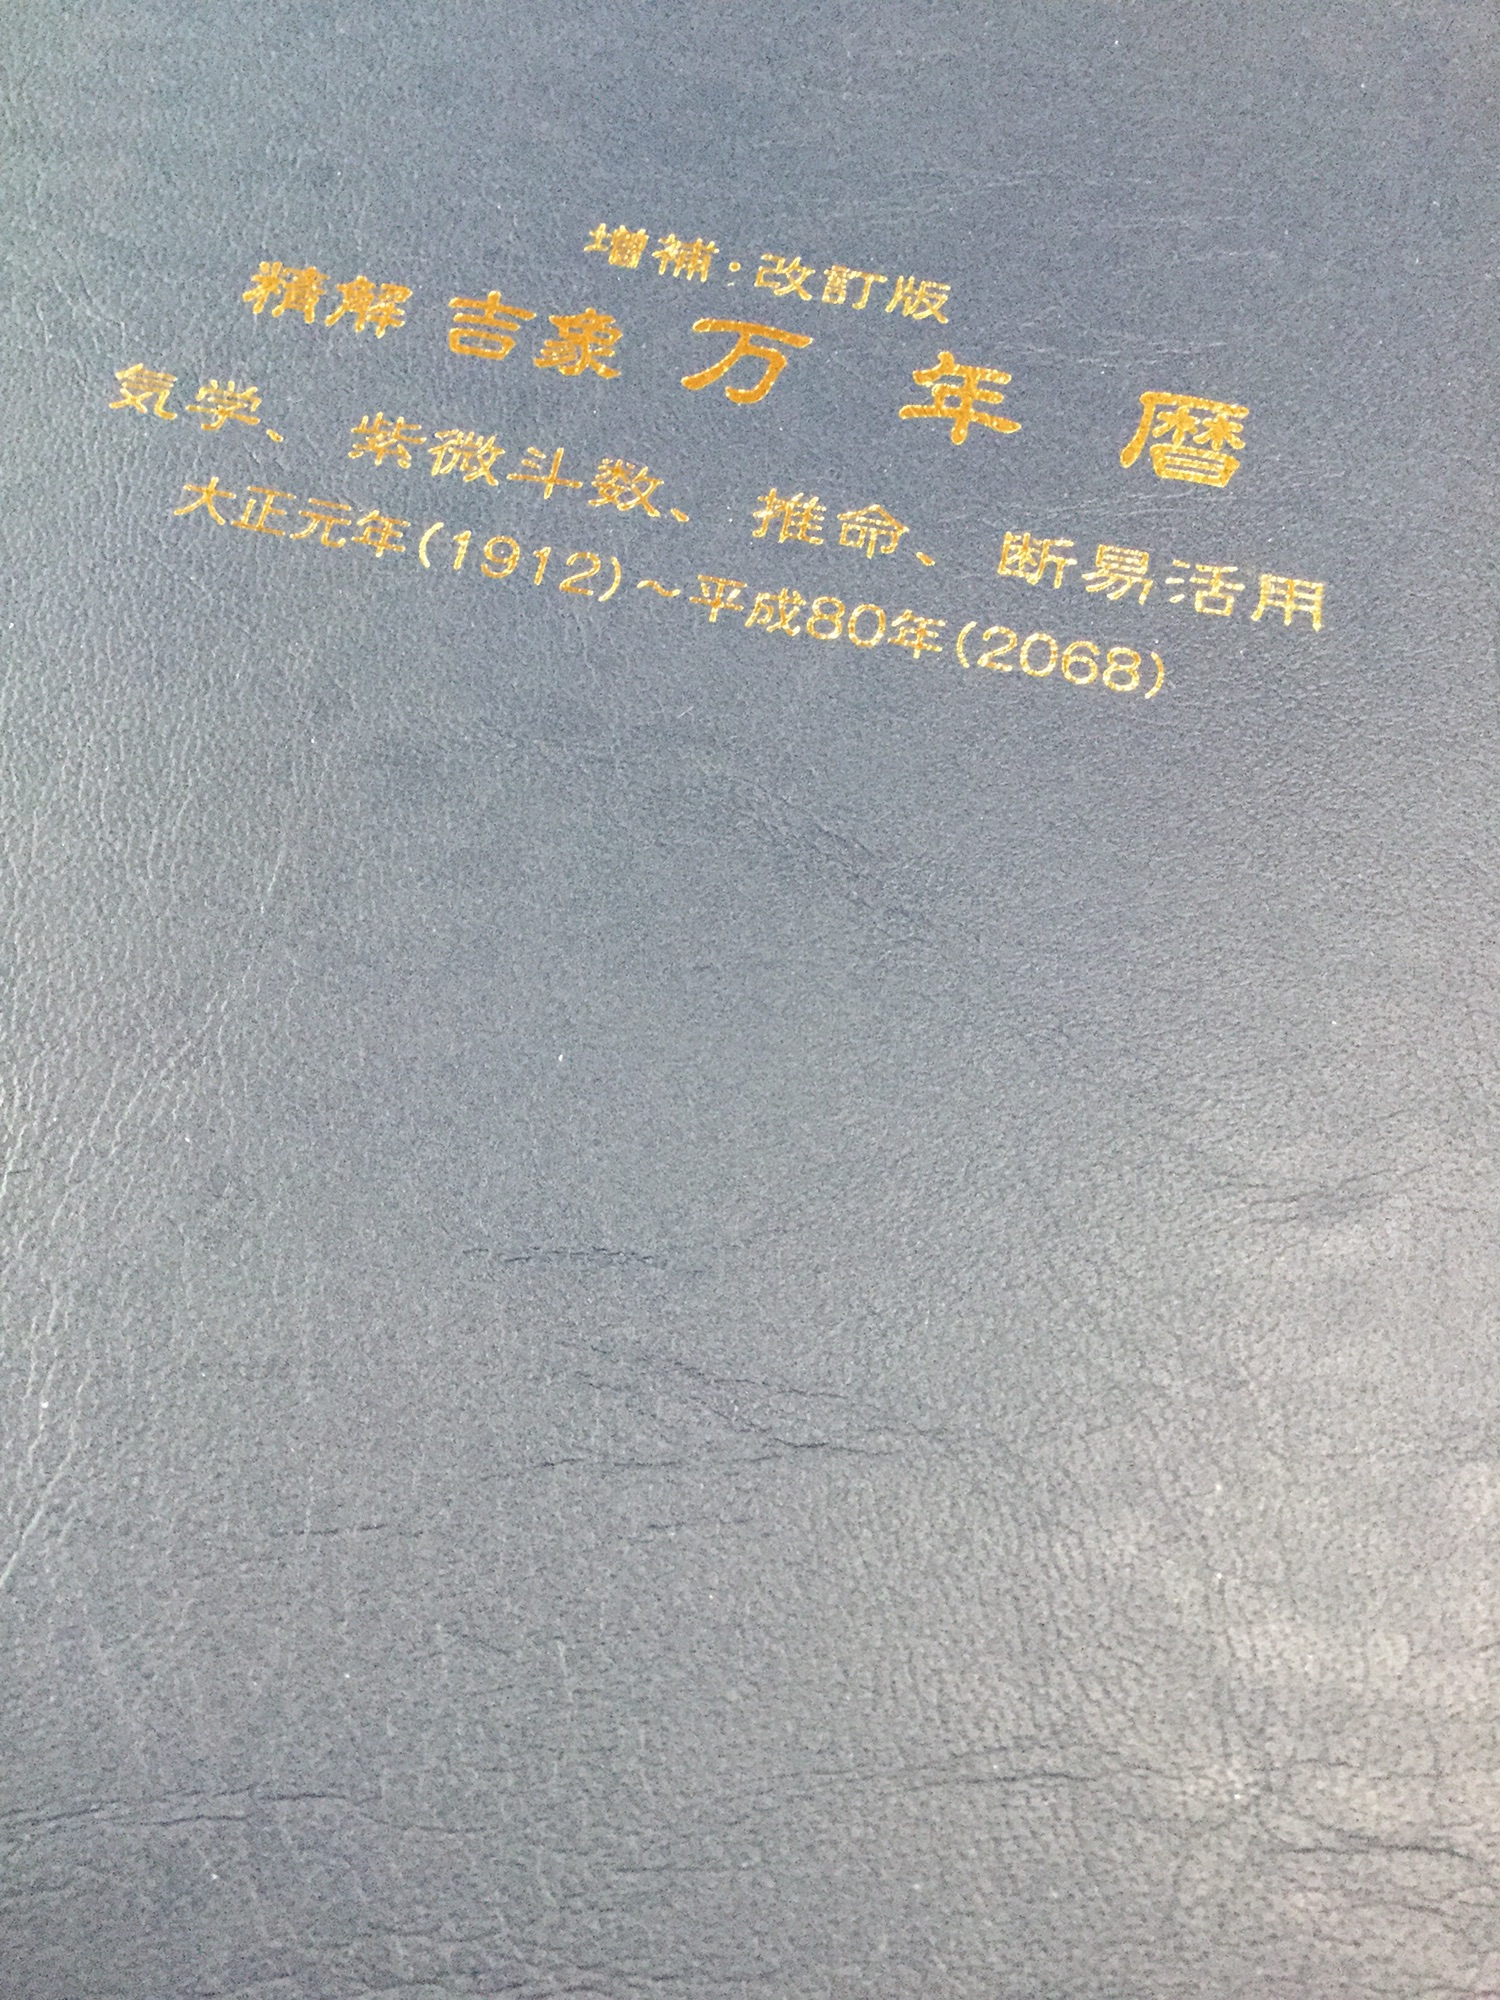 増補・改訂版
精解 吉象 万年暦
気学、紫微斗数、推命、断易活用
大正元年(1912)~平成80年(2068)